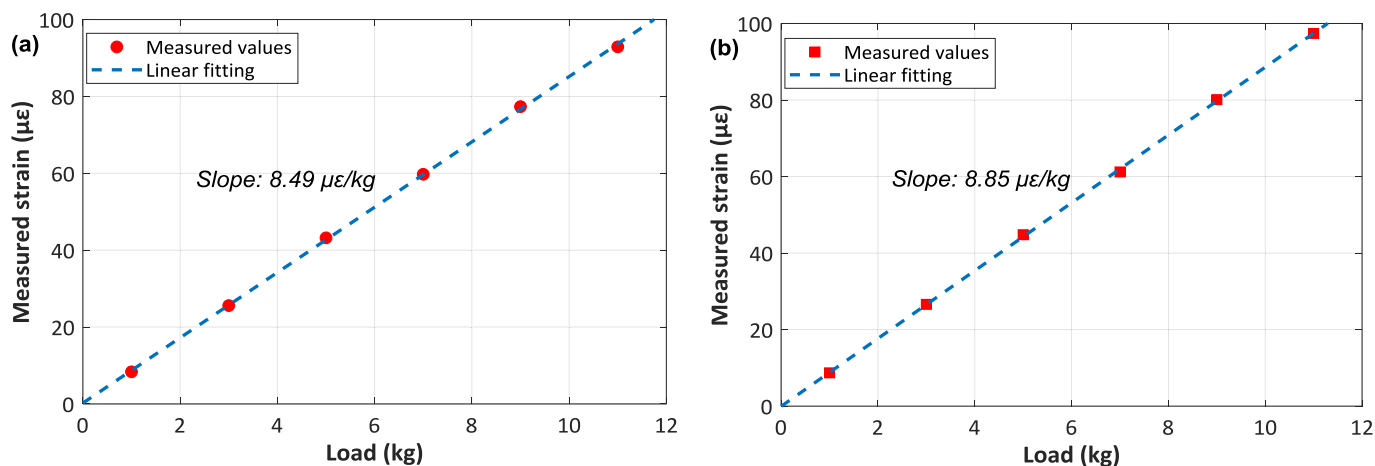 (a)
Measured values
Linear fitting
Slope: 8.49 με/kg
Measured strain (με)
100
80
60
40
20
0
0 2 4 6 8 10 12
Load (kg)
(b)
Measured values
Linear fitting
Slope: 8.85 με/kg
Measured strain (με)
100
80
60
40
20
0
0 2 4 6 8 10 12
Load (kg)